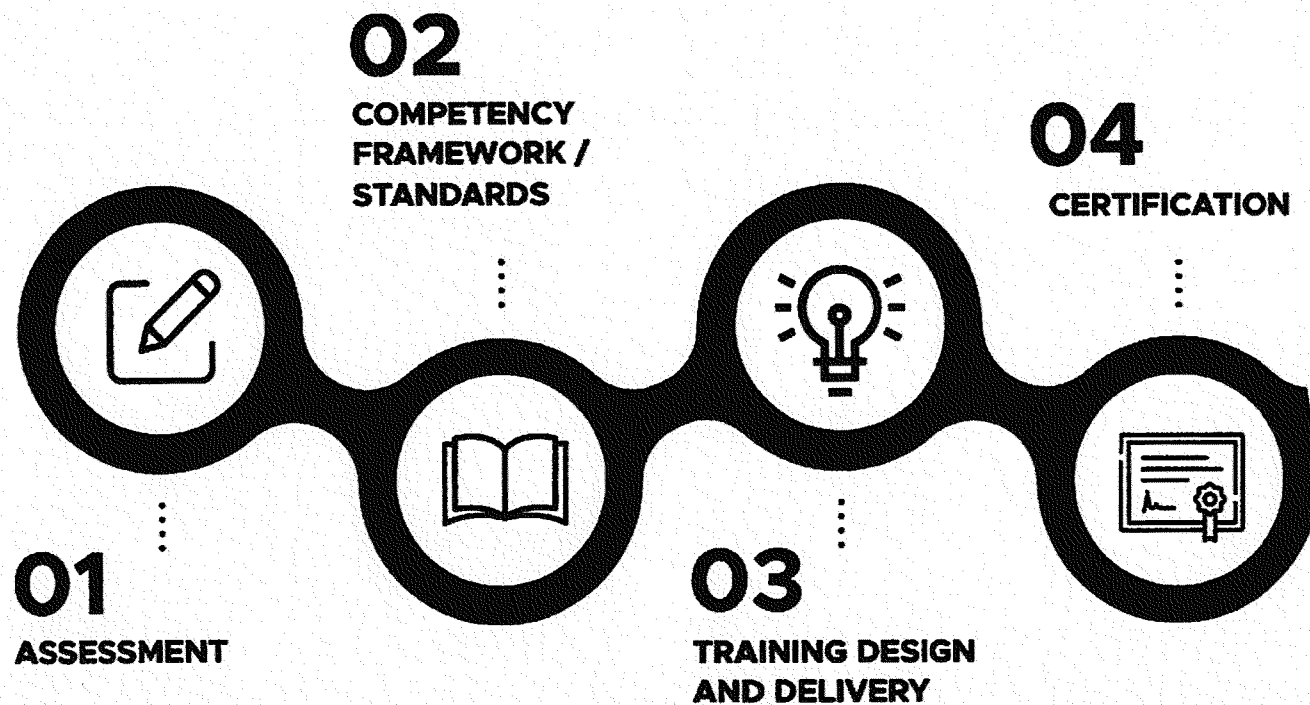 01
ASSESSMENT
02
COMPETENCY
FRAMEWORK /
STANDARDS
03
TRAINING DESIGN
AND DELIVERY
04
CERTIFICATION